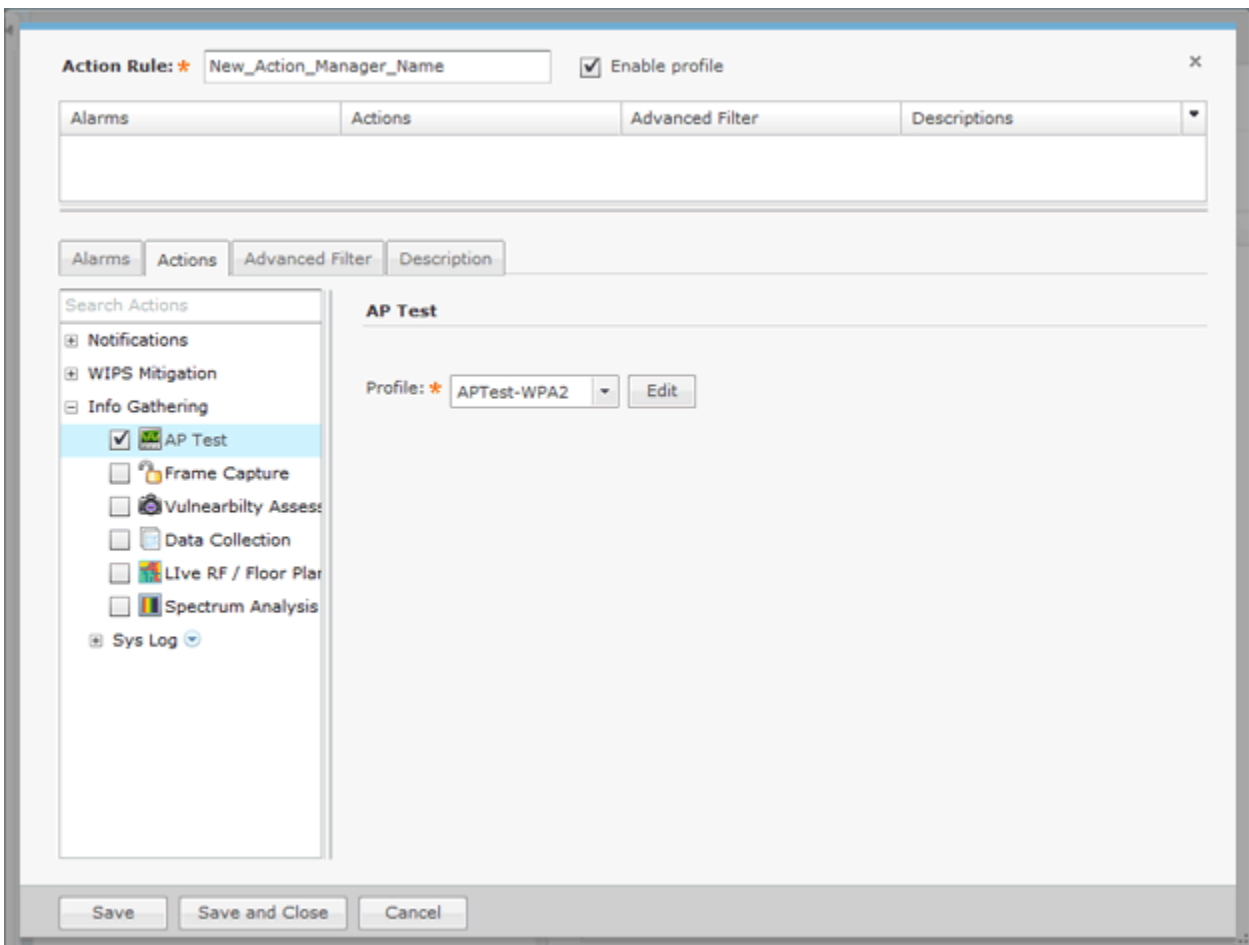 Action Rule: * New_Action_Manager_Name Enable profile
Alarms Actions Advanced Filter Descriptions
Alarms Actions Advanced Filter Description
Search Actions
AP Test
Notifications
WIPS Mitigation
Profile: * APTest-WPA2 Edit
Info Gathering
AP Test
Frame Capture
Vulnearbilty Assess
Data Collection
LIve RF / Floor Plan
Spectrum Analysis
Sys Log
Save Save and Close Cancel